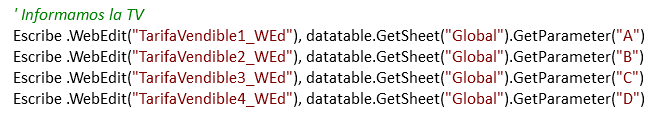 ' Informamos la TV
Escribe .WebEdit("TarifaVendible1_WEd"), datatable.GetSheet("Global").GetParameter("A")
Escribe .WebEdit("TarifaVendible2_WEd"), datatable.GetSheet("Global").GetParameter("B")
Escribe .WebEdit("TarifaVendible3_WEd"), datatable.GetSheet("Global").GetParameter("C")
Escribe .WebEdit("TarifaVendible4_WEd"), datatable.GetSheet("Global").GetParameter("D")